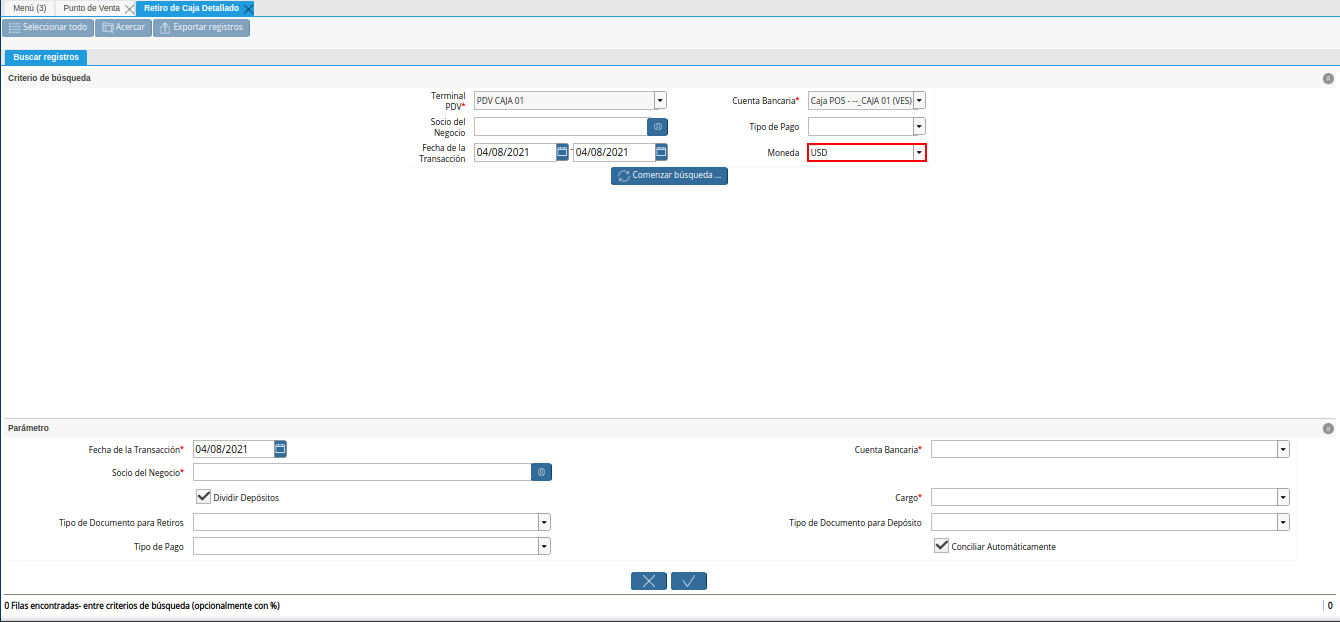 Menú (3) Punto de Venta Retiro de Caja Detallado
Seleccionar todo Acercar Exportar registros
Buscar registros
Criterio de búsqueda
Terminal PDV* PDV CAJA 01 Cuenta Bancaria* Caja POS - --_CAJA 01 (VES)
Socio del Negocio Tipo de Pago
Fecha de la Transacción 04/08/2021 - 04/08/2021 Moneda USD
Comenzar búsqueda ...
Parámetro
Fecha de la Transacción* 04/08/2021 Cuenta Bancaria*
Socio del Negocio*
Dividir Depósitos Cargo*
Tipo de Documento para Retiros Tipo de Documento para Depósito
Tipo de Pago Conciliar Automáticamente
0 Filas encontradas- entre criterios de búsqueda (opcionalmente con %) 0